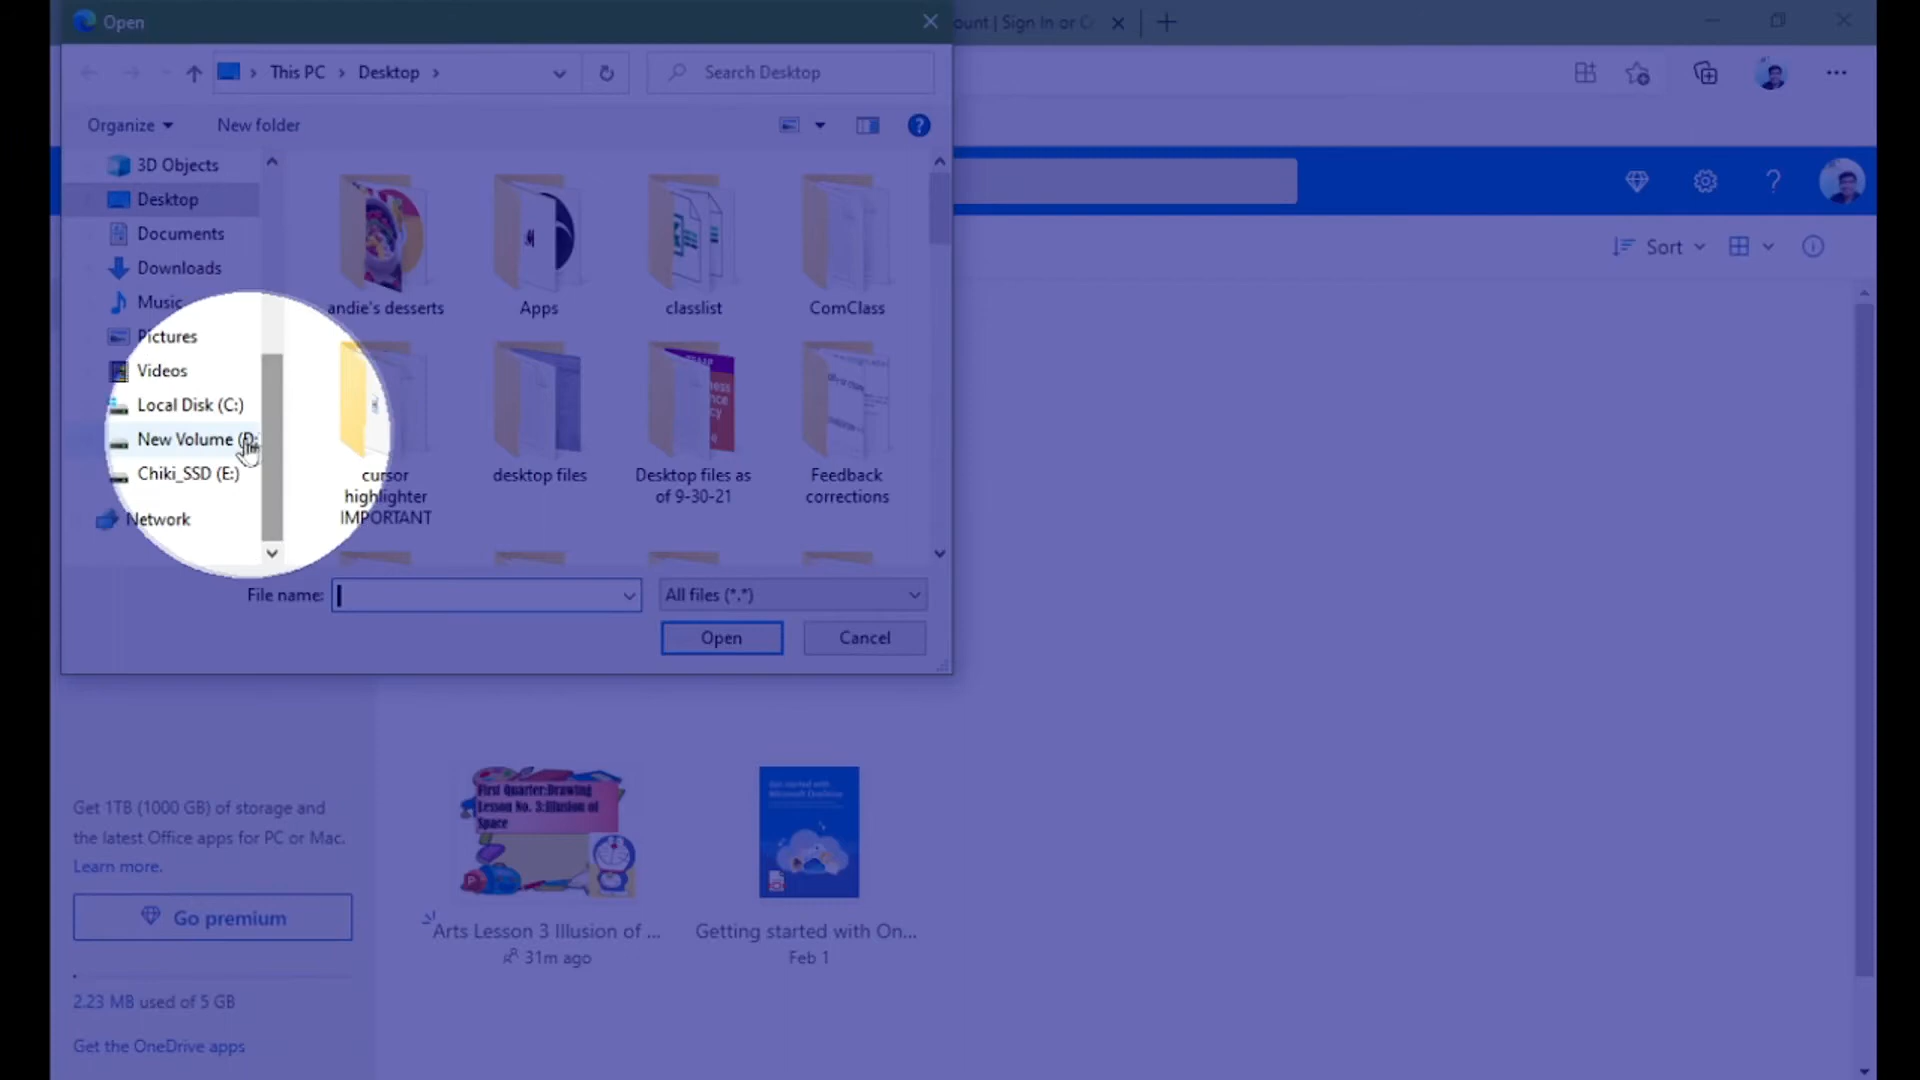 Open
ount | Sign In or C
This PC > Desktop >
Search Desktop
Organize
New folder
3D Objects
Desktop
Documents
Downloads
Music
Pictures
Videos
Local Disk (C:)
New Volume (D:
Chiki_SSD (E:)
Network
andie's desserts
Apps
classlist
ComClass
cursor
highlighter
IMPORTANT
desktop files
Desktop files as
of 9-30-21
Feedback
corrections
File name:
All files (*.*)
Open
Cancel
Sort
Get 1TB (1000 GB) of storage and
the latest Office apps for PC or Mac.
Learn more.
Go premium
2.23 MB used of 5 GB
Get the OneDrive apps
First Quarter:Drawing
Lesson No. 3:Illusion of
Space
Arts Lesson 3 Illusion of ...
31m ago
Get started with
Microsoft OneDrive
Getting started with On...
Feb 1